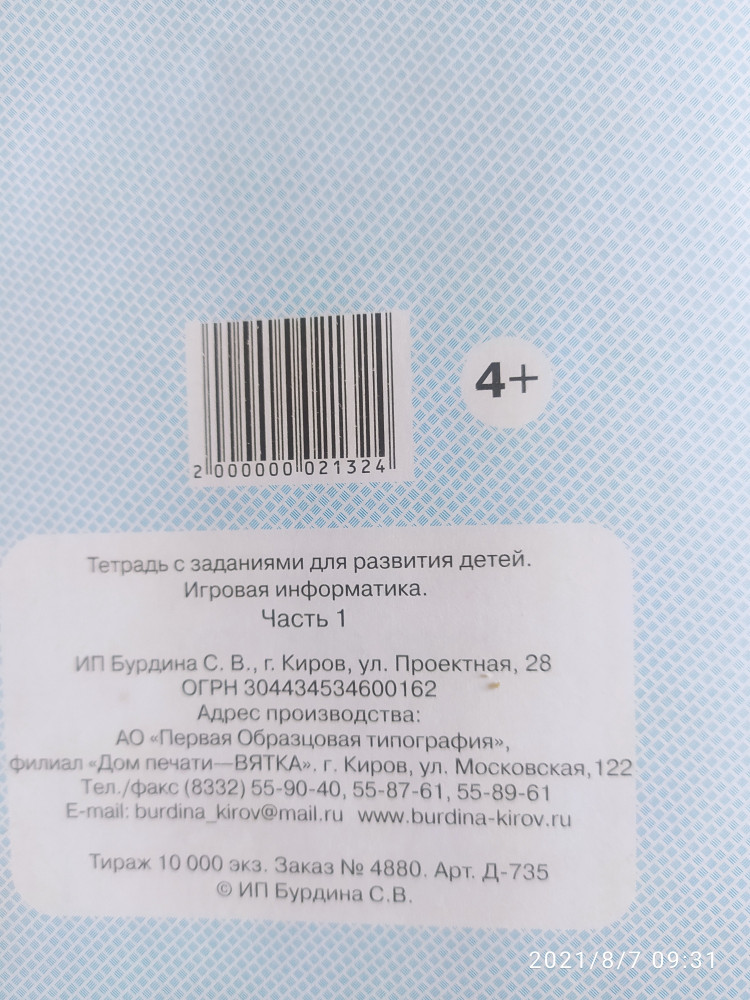 2 000000 021324
4+
Тетрадь с заданиями для развития детей.
Игровая информатика.
Часть 1
ИП Бурдина С. В., г. Киров, ул. Проектная, 28
ОГРН 304434534600162
Адрес производства:
АО «Первая Образцовая типография»,
филиал «Дом печати—ВЯТКА». г. Киров, ул. Московская, 122
Тел./факс (8332) 55-90-40, 55-87-61, 55-89-61
E-mail: burdina_kirov@mail.ru www.burdina-kirov.ru
Тираж 10 000 экз. Заказ № 4880. Арт. Д-735
© ИП Бурдина С.В.
2021/8/7 09:31